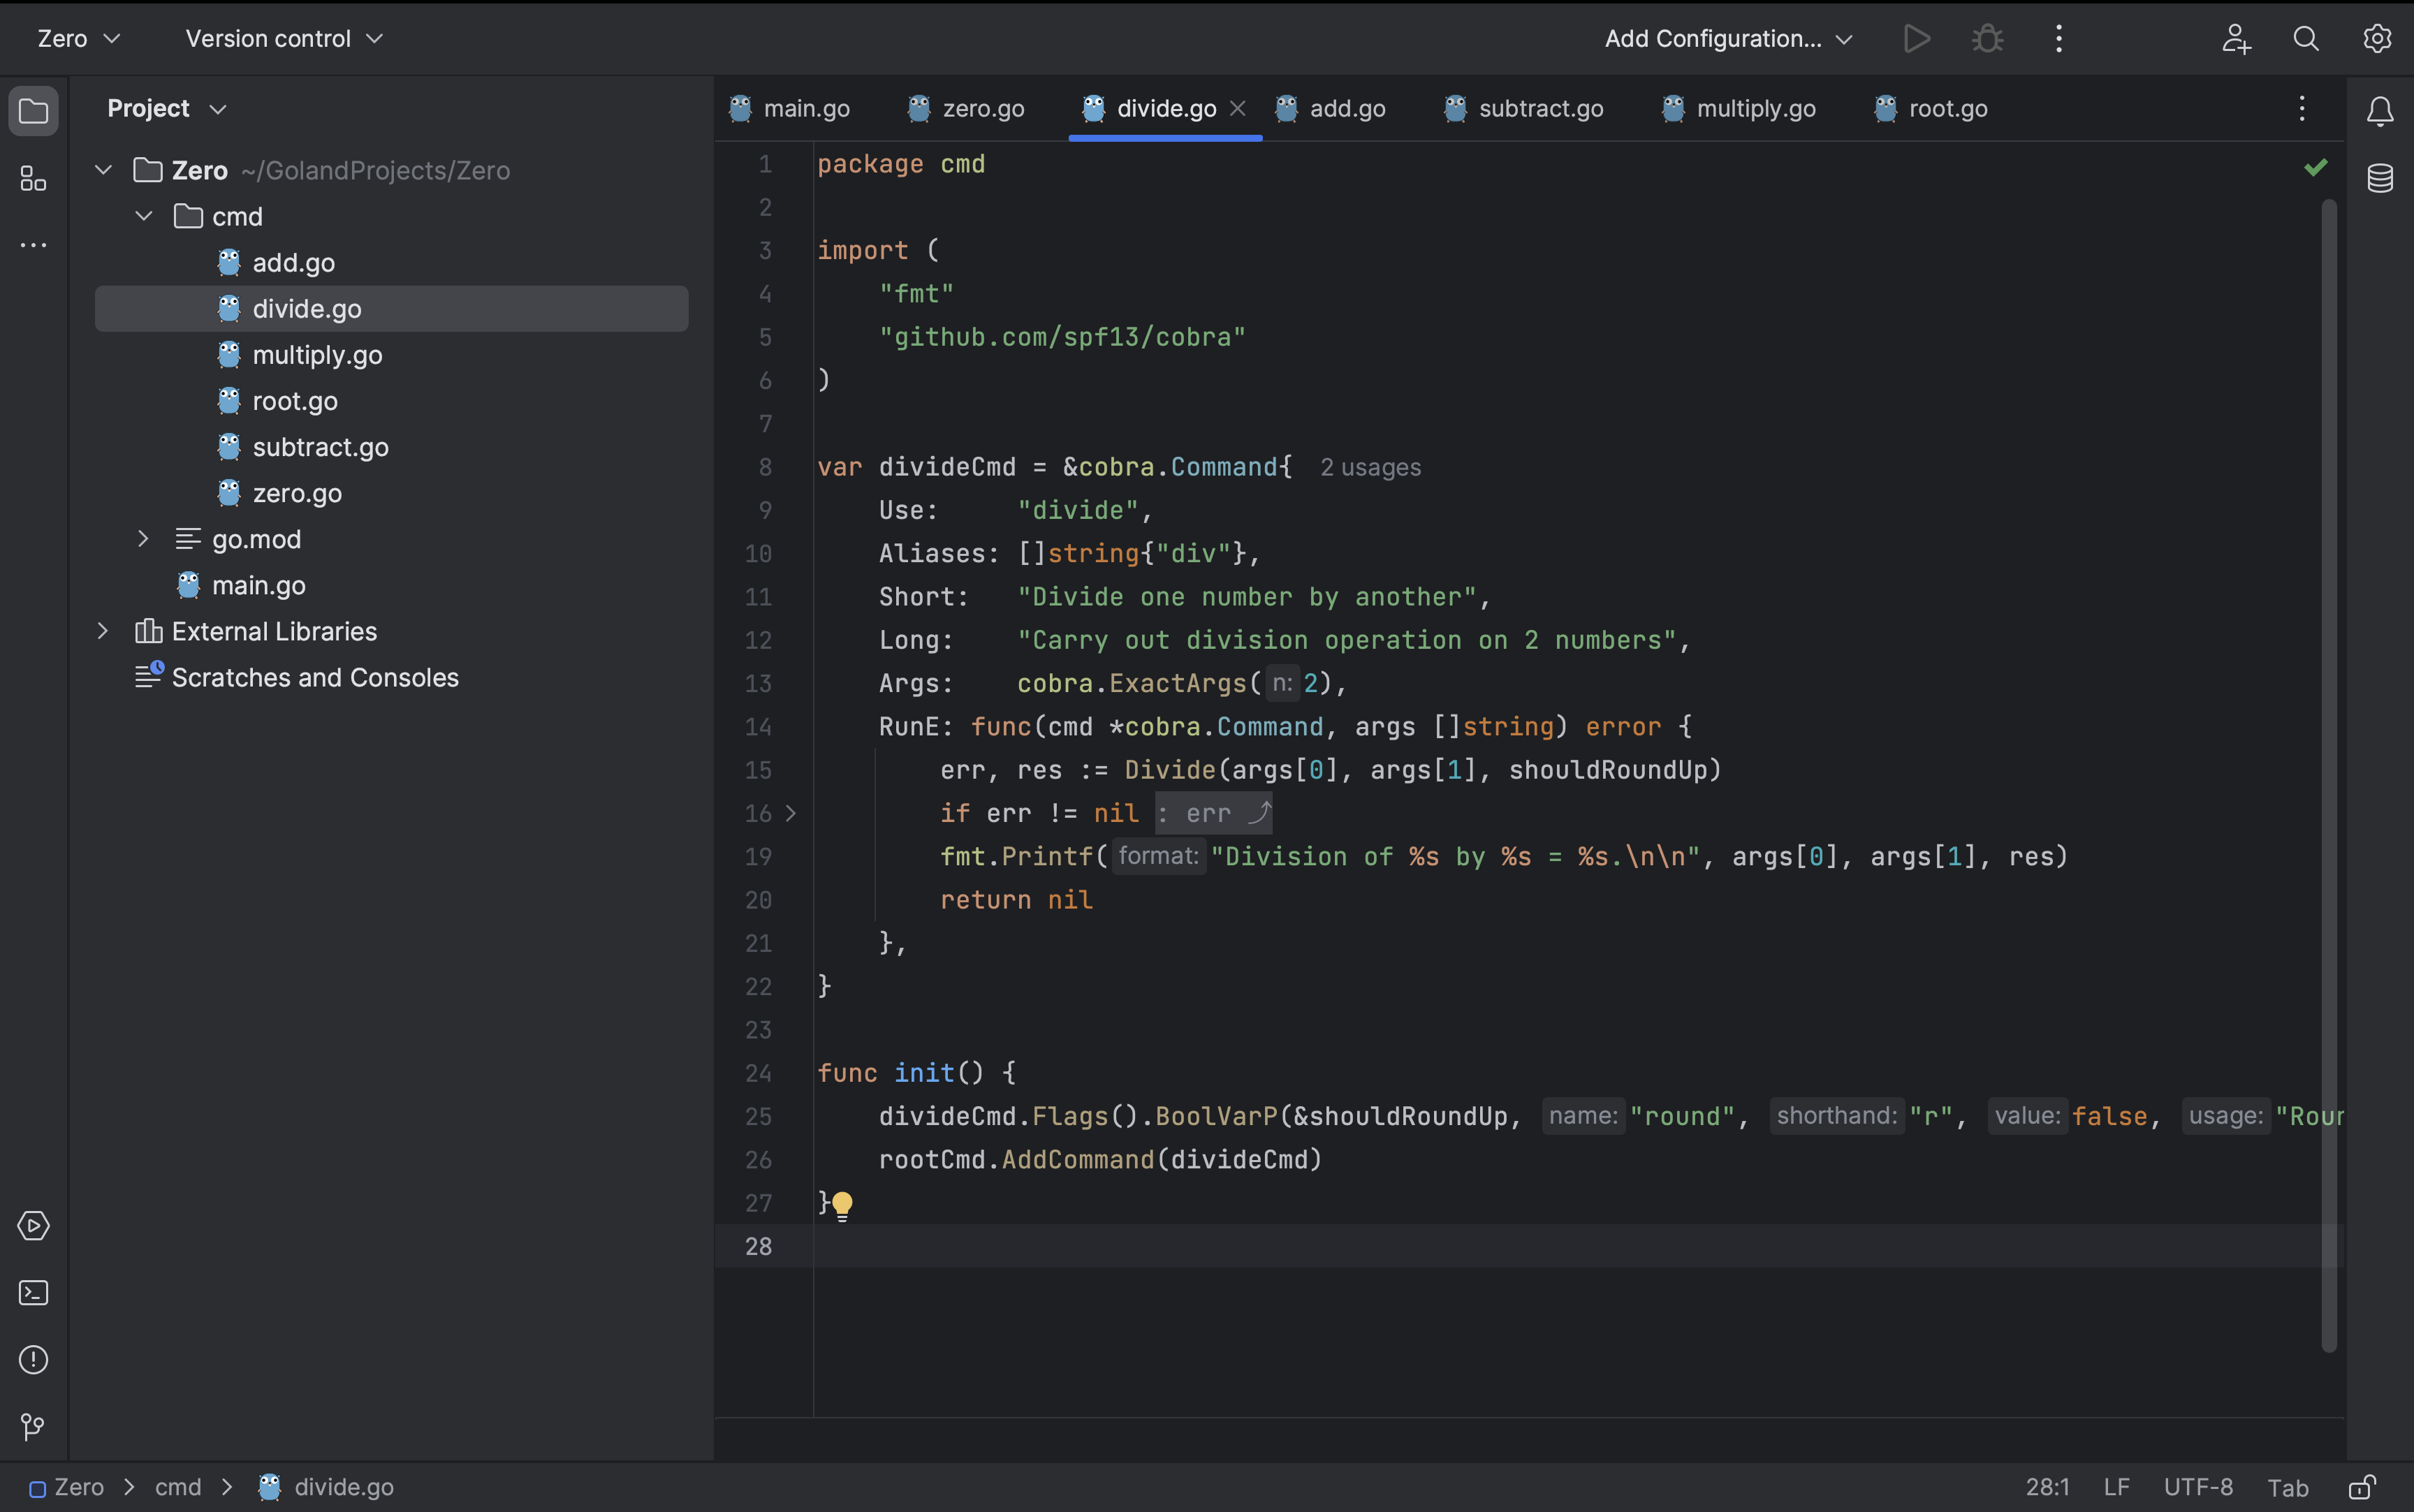 Zero
Version control
Add Configuration...
Project
Zero ~/GolandProjects/Zero
cmd
add.go
divide.go
multiply.go
root.go
subtract.go
zero.go
go.mod
main.go
External Libraries
Scratches and Consoles
main.go zero.go divide.go add.go subtract.go multiply.go root.go
1 package cmd
2
3 import (
4 "fmt"
5 "github.com/spf13/cobra"
6 )
7
8 var divideCmd = &cobra.Command{ 2 usages
9 Use: "divide",
10 Aliases: []string{"div"},
11 Short: "Divide one number by another",
12 Long: "Carry out division operation on 2 numbers",
13 Args: cobra.ExactArgs( n: 2),
14 RunE: func(cmd *cobra.Command, args []string) error {
15 err, res := Divide(args[0], args[1], shouldRoundUp)
16 if err != nil : err
19 fmt.Printf( format: "Division of %s by %s = %s.\n\n", args[0], args[1], res)
20 return nil
21 },
22 }
23
24 func init() {
25 divideCmd.Flags().BoolVarP(&shouldRoundUp, name: "round", shorthand: "r", value: false, usage: "Rour
26 rootCmd.AddCommand(divideCmd)
27 }
28
Zero > cmd > divide.go
28:1 LF UTF-8 Tab